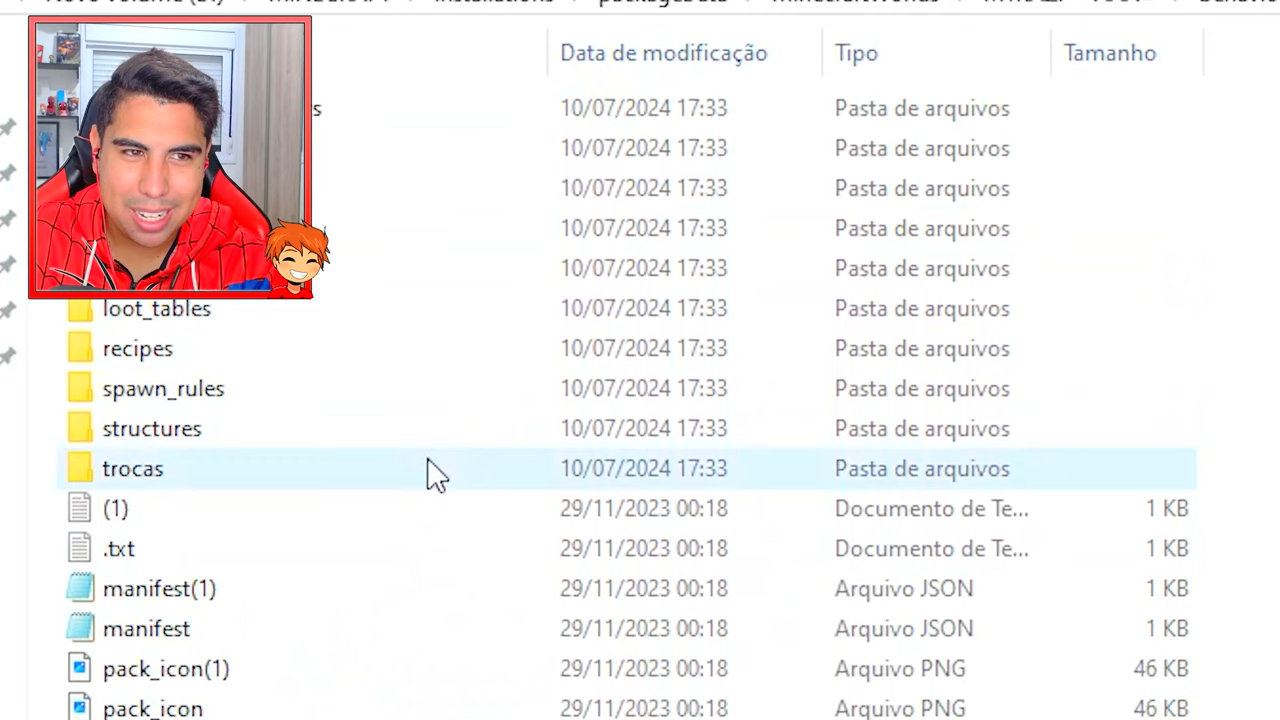 Data de modificação Tipo Tamanho
s 10/07/2024 17:33 Pasta de arquivos
10/07/2024 17:33 Pasta de arquivos
10/07/2024 17:33 Pasta de arquivos
10/07/2024 17:33 Pasta de arquivos
10/07/2024 17:33 Pasta de arquivos
loot_tables 10/07/2024 17:33 Pasta de arquivos
recipes 10/07/2024 17:33 Pasta de arquivos
spawn_rules 10/07/2024 17:33 Pasta de arquivos
structures 10/07/2024 17:33 Pasta de arquivos
trocas 10/07/2024 17:33 Pasta de arquivos
(1) 29/11/2023 00:18 Documento de Te... 1 KB
.txt 29/11/2023 00:18 Documento de Te... 1 KB
manifest(1) 29/11/2023 00:18 Arquivo JSON 1 KB
manifest 29/11/2023 00:18 Arquivo JSON 1 KB
pack_icon(1) 29/11/2023 00:18 Arquivo PNG 46 KB
pack_icon 29/11/2023 00:18 Arquivo PNG 46 KB